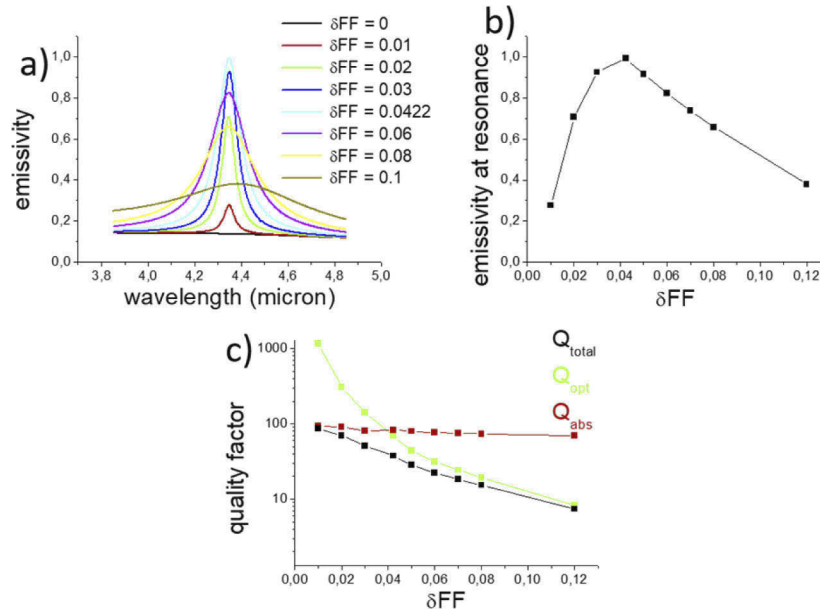 a)
δFF = 0
δFF = 0.01
δFF = 0.02
δFF = 0.03
δFF = 0.0422
δFF = 0.06
δFF = 0.08
δFF = 0.1
emissivity
1,0
0,8
0,6
0,4
0,2
0,0
3,8 4,0 4,2 4,4 4,6 4,8 5,0
wavelength (micron)
b)
emissivity at resonance
1,0
0,8
0,6
0,4
0,2
0,0
0,00 0,02 0,04 0,06 0,08 0,10 0,12
δFF
c)
Qtotal
Qopt
Qabs
quality factor
1000
100
10
0,00 0,02 0,04 0,06 0,08 0,10 0,12
δFF